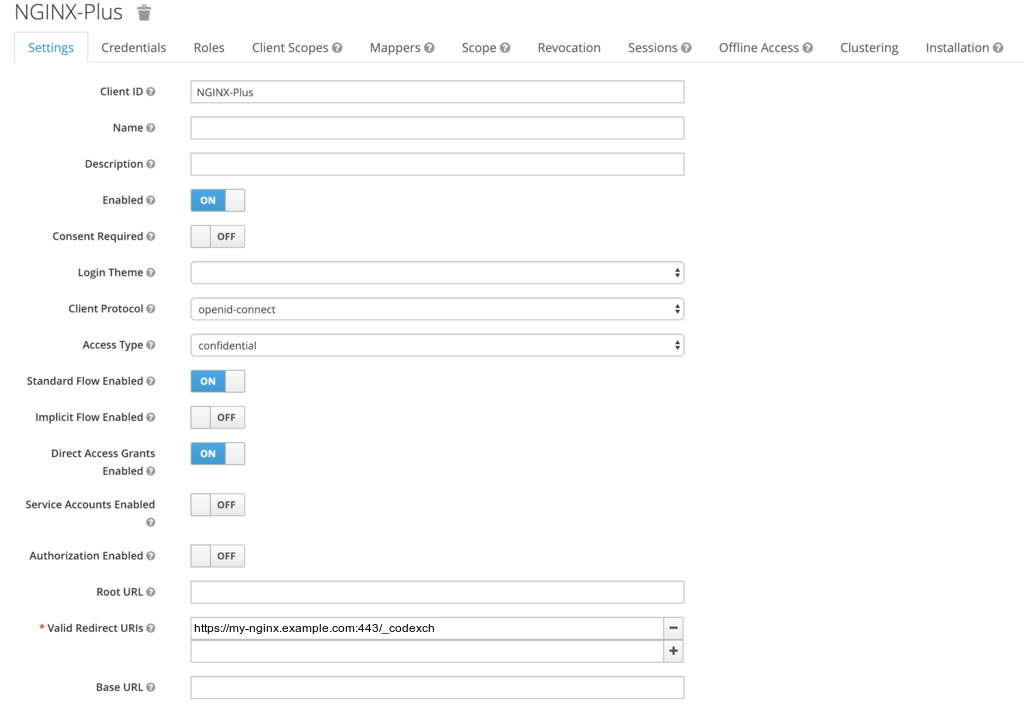 NGINX-Plus
Settings Credentials Roles Client Scopes Mappers Scope Revocation Sessions Offline Access Clustering Installation
Client ID NGINX-Plus
Name
Description
Enabled ON
Consent Required OFF
Login Theme
Client Protocol openid-connect
Access Type confidential
Standard Flow Enabled ON
Implicit Flow Enabled OFF
Direct Access Grants
Enabled ON
Service Accounts Enabled OFF
Authorization Enabled OFF
Root URL
* Valid Redirect URIs https://my-nginx.example.com:443/_codexch
Base URL